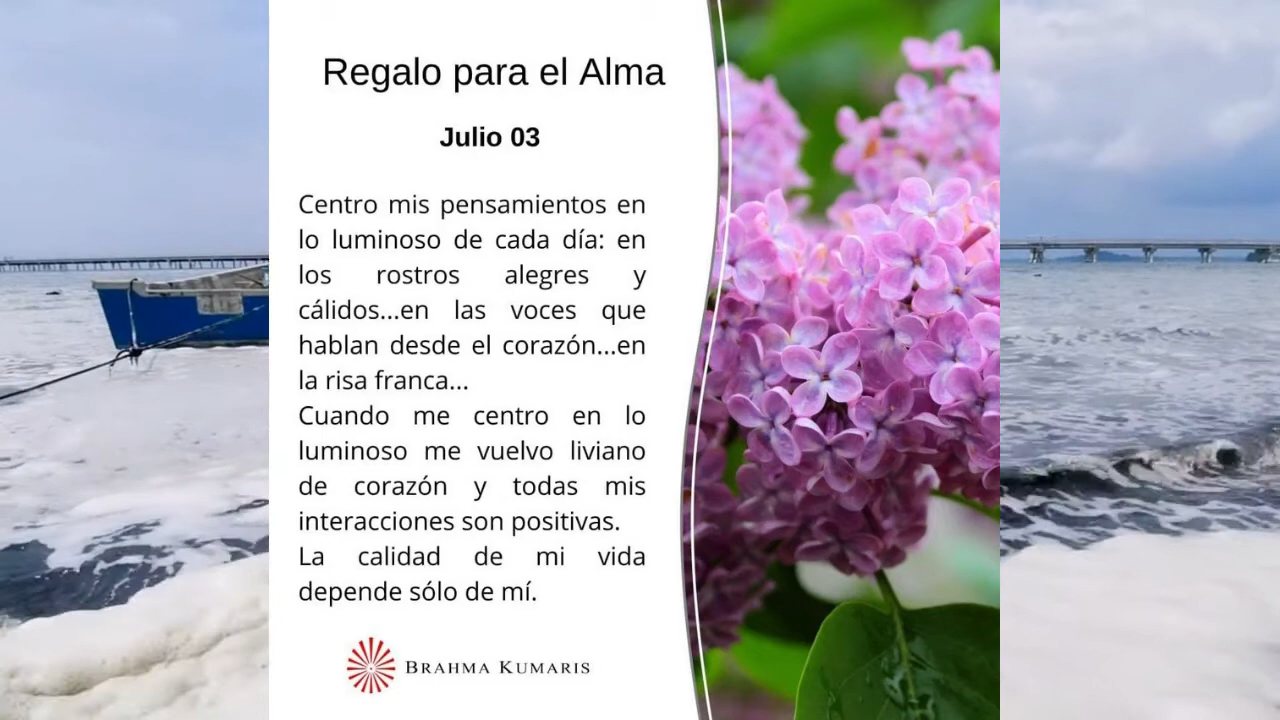 Regalo para el Alma
Julio 03
Centro mis pensamientos en
lo luminoso de cada día: en
los rostros alegres y
cálidos...en las voces que
hablan desde el corazón...en
la risa franca...
Cuando me centro en lo
luminoso me vuelvo liviano
de corazón y todas mis
interacciones son positivas.
La calidad de mi vida
depende sólo de mí.
BRAHMA KUMARIS